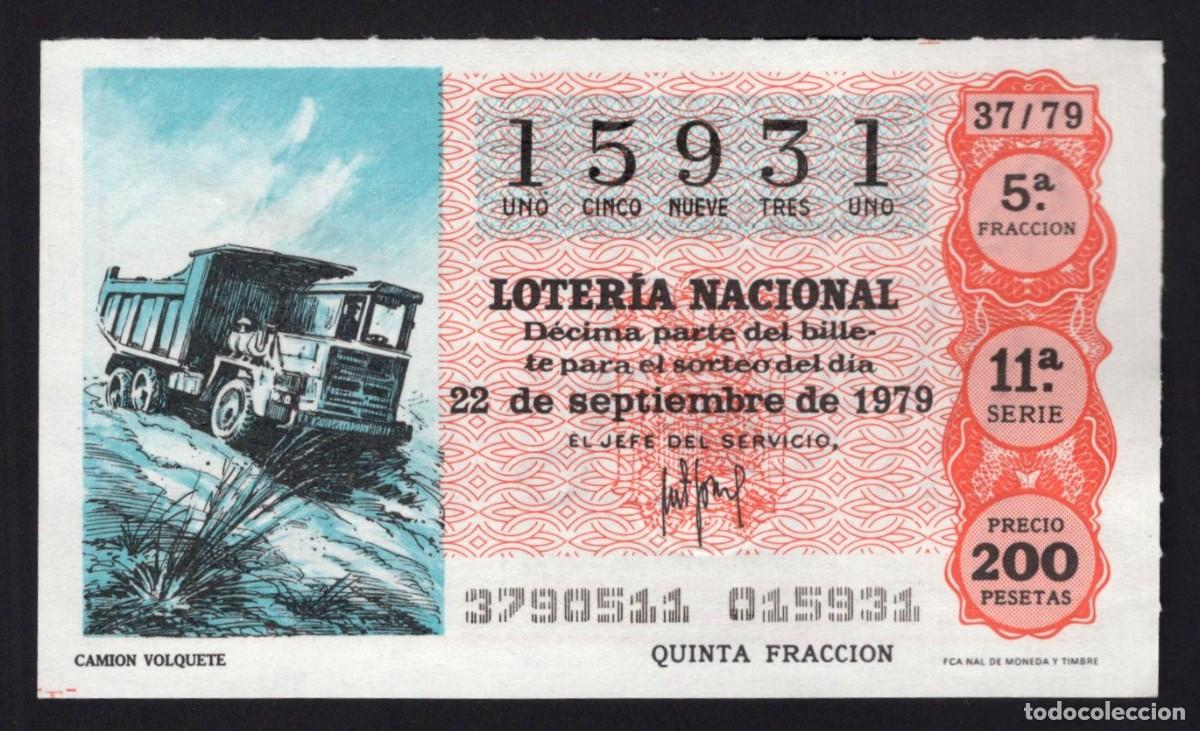 37/79
15931
UNO CINCO NUEVE TRES UNO
5.ª
FRACCION
LOTERÍA NACIONAL
Décima parte del bille-
te para el sorteo del día
22 de septiembre de 1979
EL JEFE DEL SERVICIO,
11.ª
SERIE
PRECIO
200
PESETAS
3790511 015931
QUINTA FRACCION
CAMION VOLQUETE
FCA NAL DE MONEDA Y TIMBRE
todocoleccion